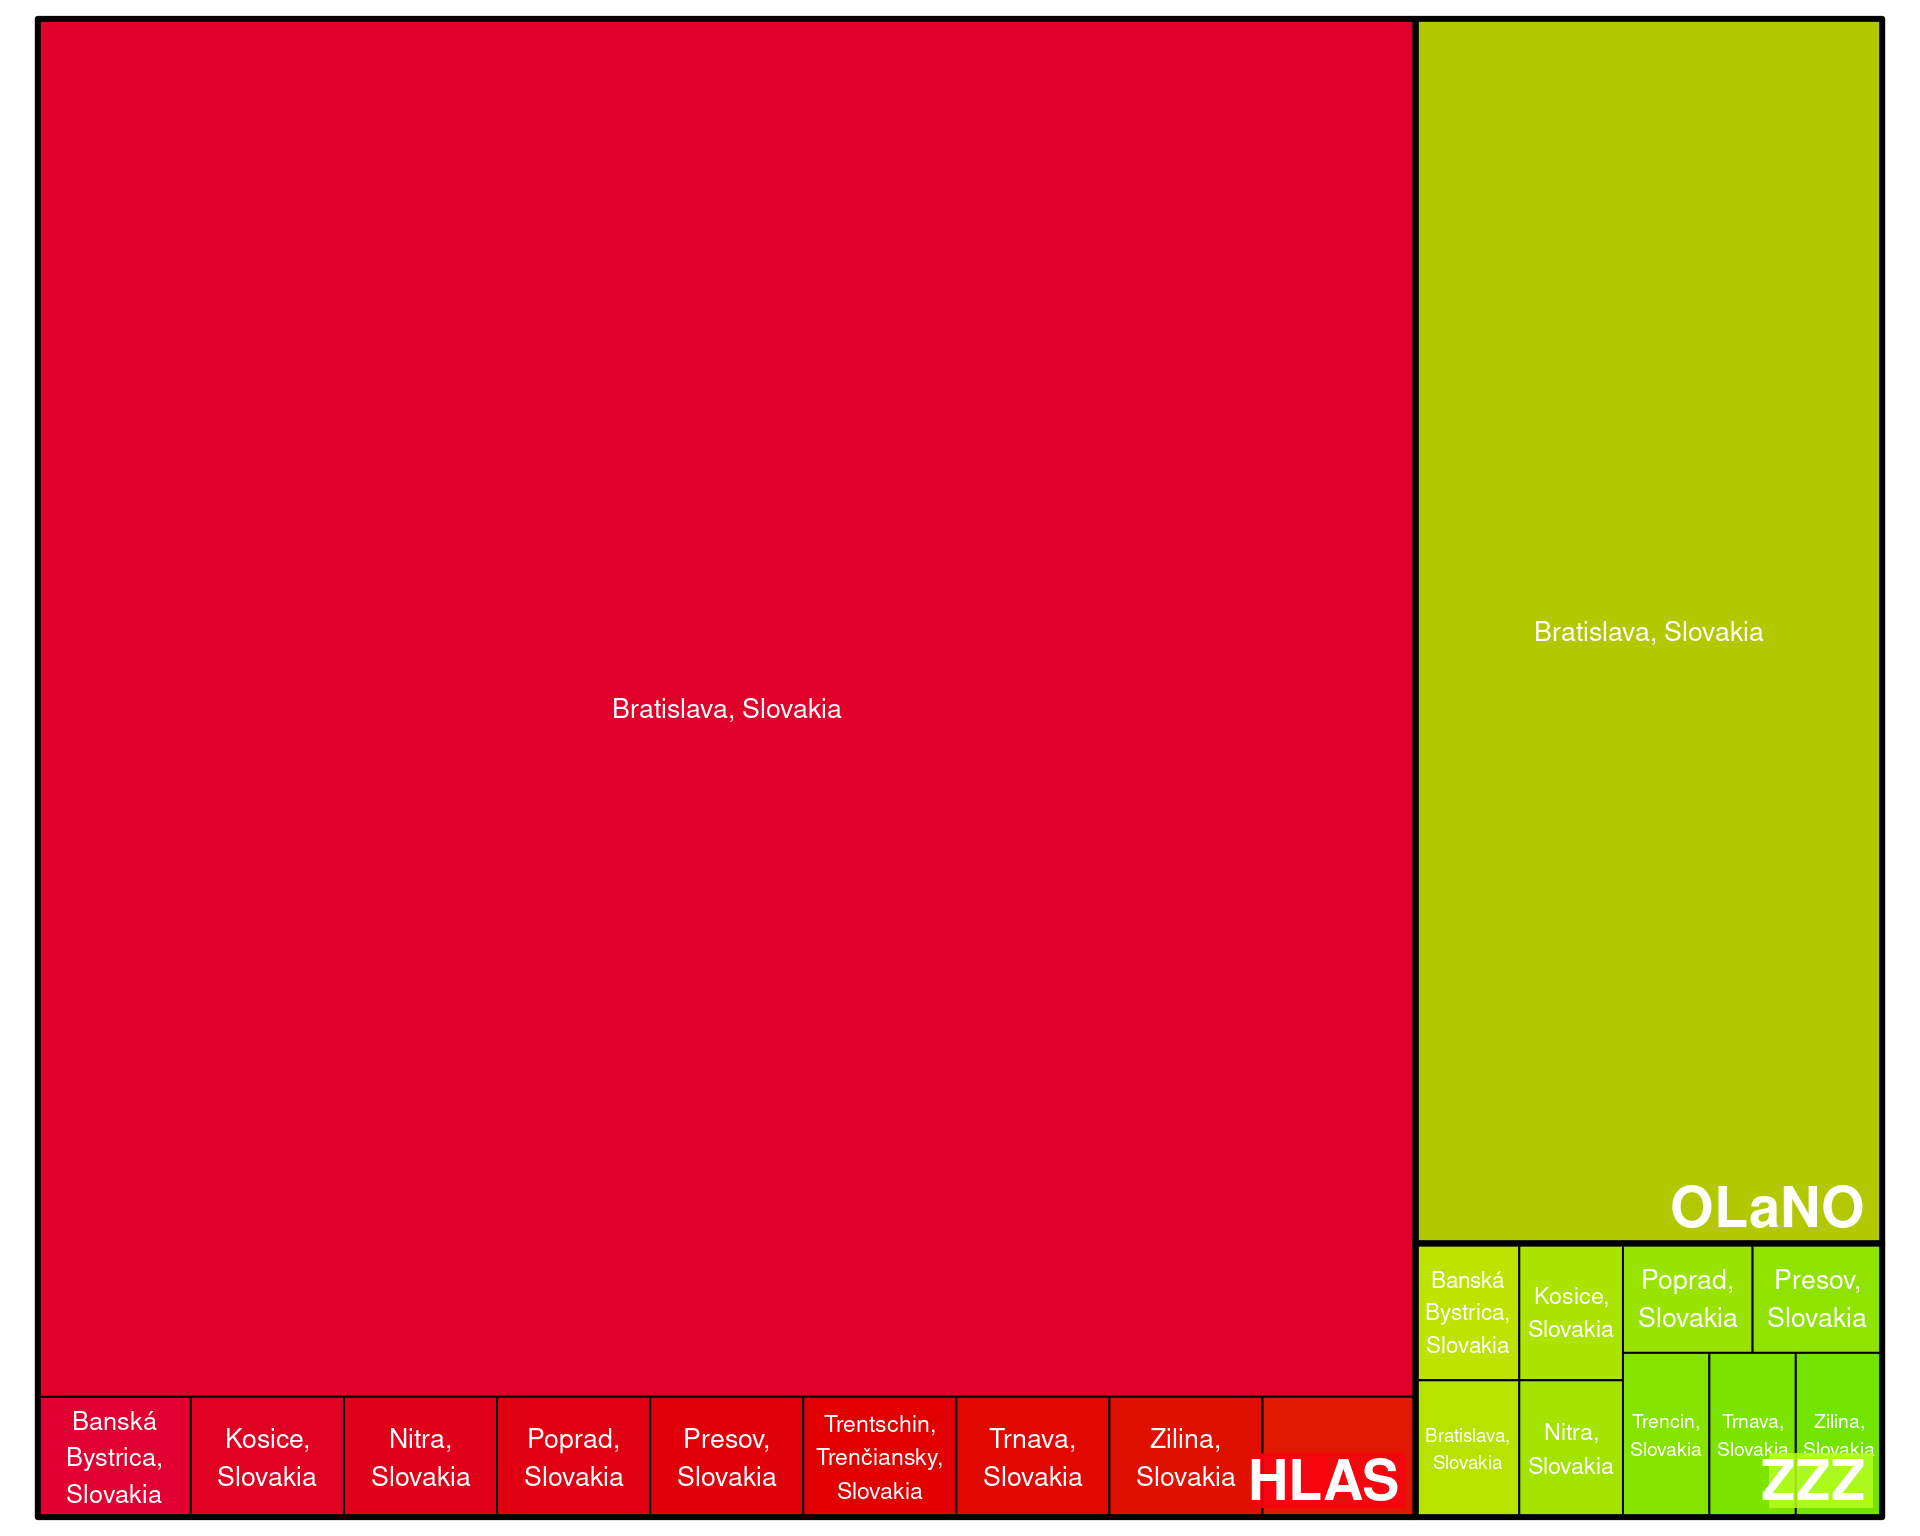 Bratislava, Slovakia
Banská
Bystrica,
Slovakia
Kosice,
Slovakia
Nitra,
Slovakia
Poprad,
Slovakia
Presov,
Slovakia
Trentschin,
Trenčiansky,
Slovakia
Trnava,
Slovakia
Zilina,
Slovakia
HLAS
Bratislava, Slovakia
OLaNO
Banská
Bystrica,
Slovakia
Kosice,
Slovakia
Poprad,
Slovakia
Presov,
Slovakia
Bratislava,
Slovakia
Nitra,
Slovakia
Trencin,
Slovakia
Trnava,
Slovakia
Zilina,
Slovakia
ZZZ